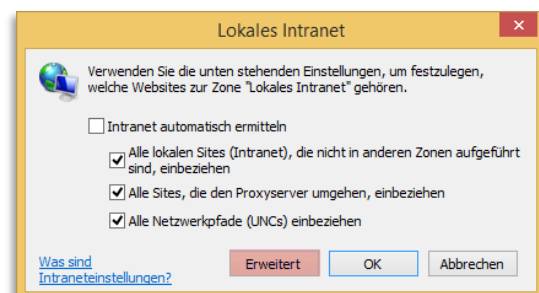 Lokales Intranet
Verwenden Sie die unten stehenden Einstellungen, um festzulegen,
welche Websites zur Zone "Lokales Intranet" gehören.
Intranet automatisch ermitteln
Alle lokalen Sites (Intranet), die nicht in anderen Zonen aufgeführt
sind, einbeziehen
Alle Sites, die den Proxyserver umgehen, einbeziehen
Alle Netzwerkpfade (UNCs) einbeziehen
Was sind
Intraneteinstellungen?
Erweitert
OK
Abbrechen